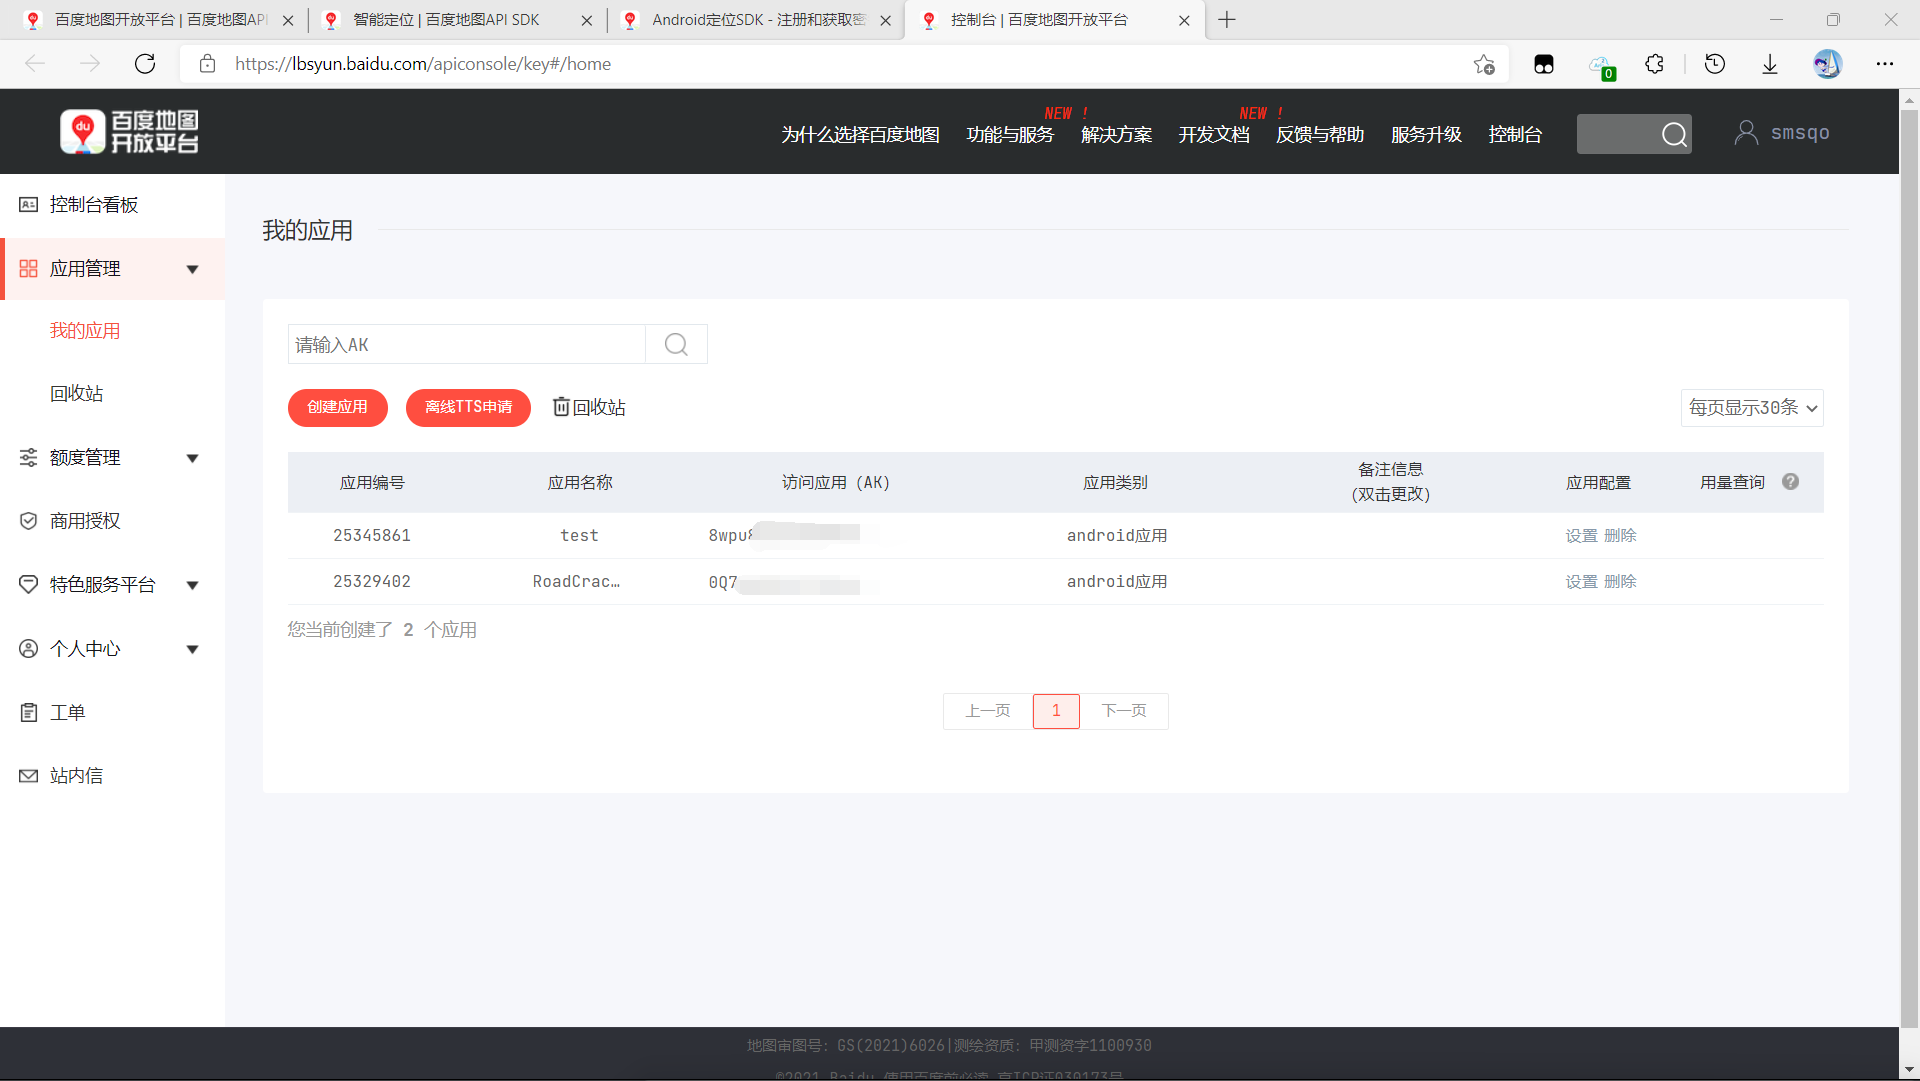 百度地图开放平台 | 百度地图API
智能定位 | 百度地图API SDK
Android定位SDK - 注册和获取密
控制台 | 百度地图开放平台
https://lbsyun.baidu.com/apiconsole/key#/home
0
du
百度地图
开放平台
NEW !
NEW !
为什么选择百度地图
功能与服务
解决方案
开发文档
反馈与帮助
服务升级
控制台
smsqo
控制台看板
应用管理
我的应用
回收站
额度管理
商用授权
特色服务平台
个人中心
工单
站内信
我的应用
请输入AK
创建应用
离线TTS申请
回收站
每页显示30条
应用编号 应用名称 访问应用（AK） 应用类别 备注信息 应用配置 用量查询 ?
(双击更改)
25345861 test 8wpu android应用 设置 删除
25329402 RoadCrac… 0Q7 android应用 设置 删除
您当前创建了 2 个应用
上一页 1 下一页
地图审图号: GS(2021)6026|测绘资质: 甲测资字1100930
©2021 Baidu 使用百度前必读 京ICP证030173号